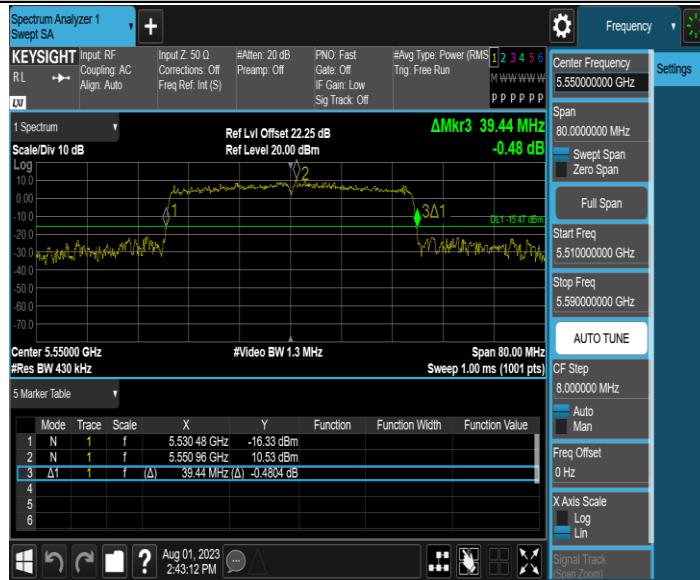 Spectrum Analyzer 1
Swept SA
+
Frequency
KEYSIGHT
RL
LXI
Input: RF
Coupling: AC
Align: Auto
Input Z: 50 Ω
Corrections: Off
Freq Ref: Int (S)
#Atten: 20 dB
Preamp: Off
PNO: Fast
Gate: Off
IF Gain: Low
Sig Track: Off
#Avg Type: Power (RMS
Trig: Free Run
1 2 3 4 5 6
M W W W W W
P P P P P P
Center Frequency
5.550000000 GHz
Settings
Span
80.0000000 MHz
Swept Span
Zero Span
Full Span
Start Freq
5.510000000 GHz
Stop Freq
5.590000000 GHz
AUTO TUNE
CF Step
8.000000 MHz
Auto
Man
Freq Offset
0 Hz
X Axis Scale
Log
Lin
Signal Track
(Span Zoom)
1 Spectrum
Scale/Div 10 dB
Ref Lvl Offset 22.25 dB
Ref Level 20.00 dBm
ΔMkr3 39.44 MHz
-0.48 dB
Log
10.0
0.00
-10.0
-20.0
-30.0
-40.0
-50.0
-60.0
-70.0
1
2
3Δ1
DL1 -15.47 dBm
Center 5.55000 GHz
#Video BW 1.3 MHz
Span 80.00 MHz
#Res BW 430 kHz
Sweep 1.00 ms (1001 pts)
5 Marker Table
Mode Trace Scale X Y Function Function Width Function Value
1 N 1 f 5.530 48 GHz -16.33 dBm
2 N 1 f 5.550 96 GHz 10.53 dBm
3 Δ1 1 f (Δ) 39.44 MHz (Δ) -0.4804 dB
4
5
6
?
Aug 01, 2023
2:43:12 PM